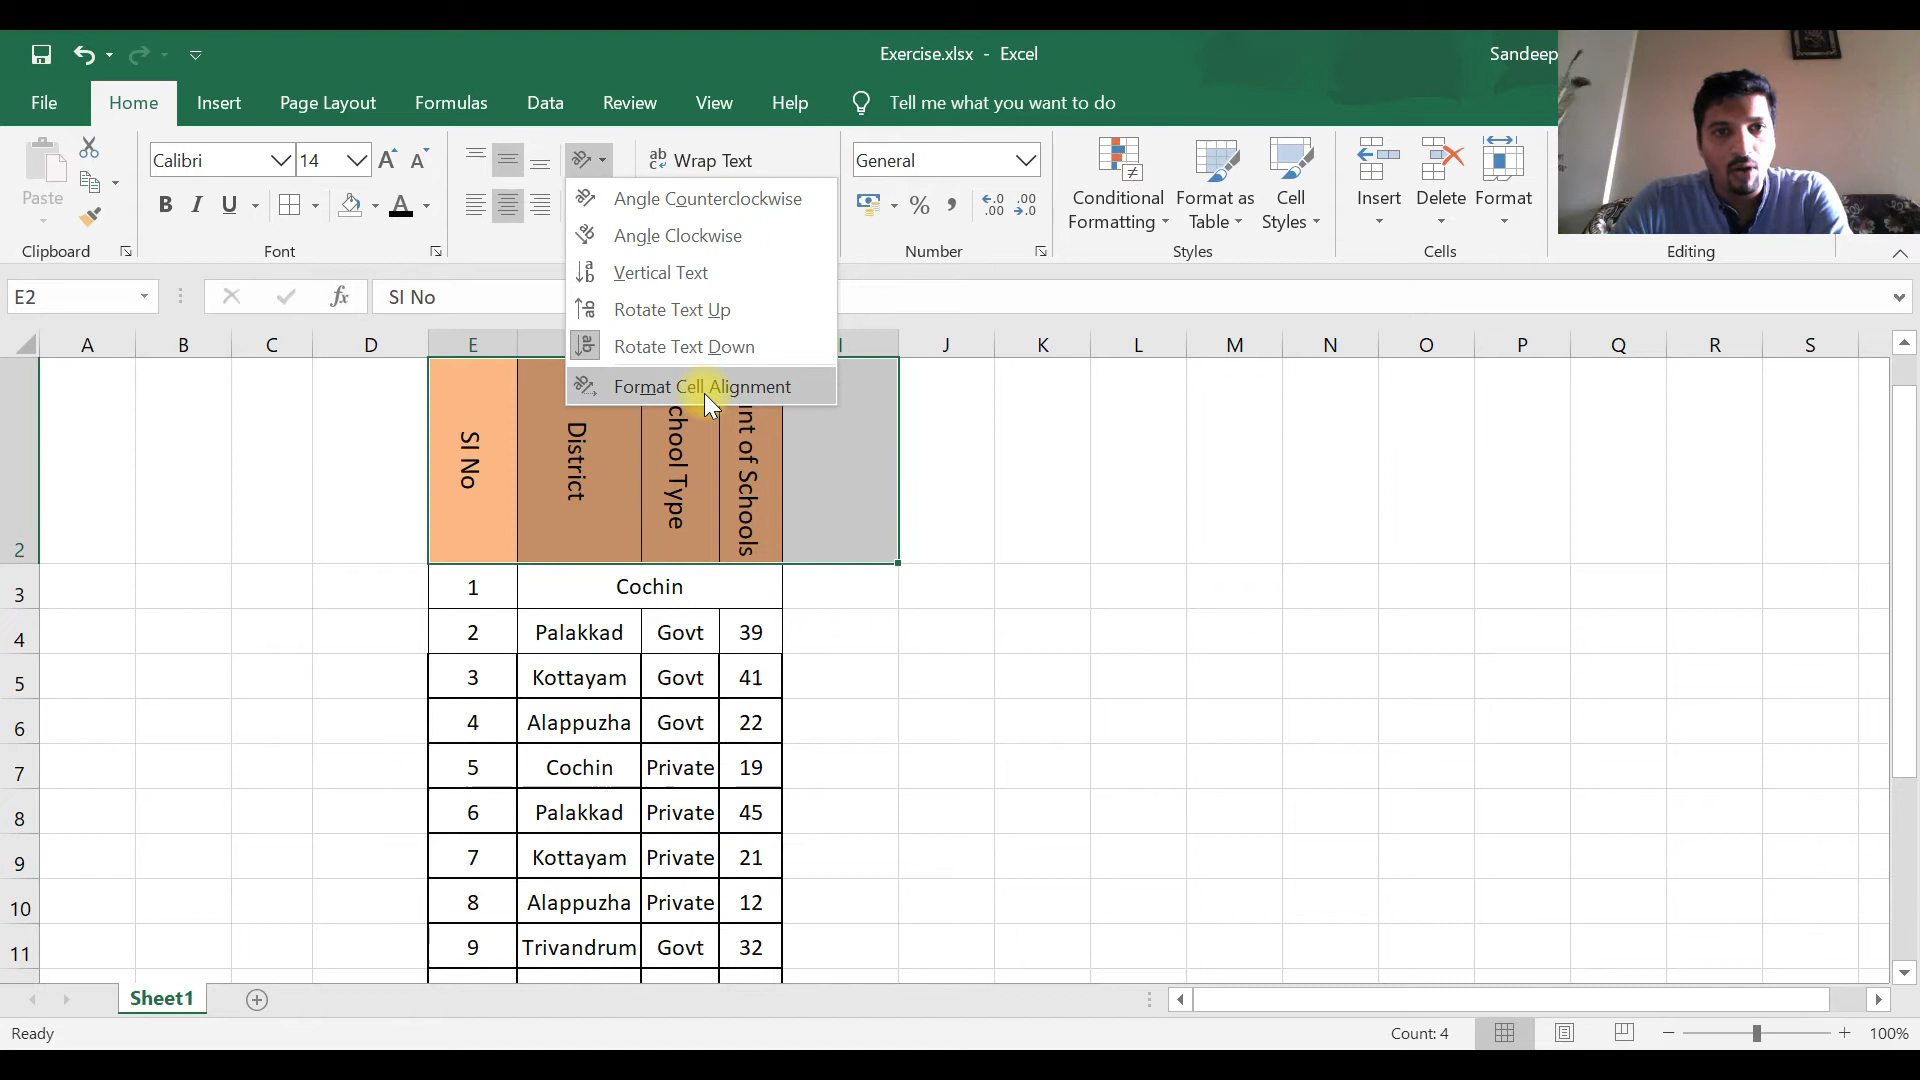 Exercise.xlsx - Excel
Sandeep
File Home Insert Page Layout Formulas Data Review View Help Tell me what you want to do
Paste
Clipboard
Calibri 14
B I U A
Font
Wrap Text
Angle Counterclockwise
Angle Clockwise
Vertical Text
Rotate Text Up
Rotate Text Down
Format Cell Alignment
General
% ,
Number
Conditional Formatting
Format as Table
Cell Styles
Styles
Insert Delete Format
Cells
Editing
E2 fx SI No
A B C D E I J K L M N O P Q R S
2 SI No District chool Type int of Schools
3 1 Cochin
4 2 Palakkad Govt 39
5 3 Kottayam Govt 41
6 4 Alappuzha Govt 22
7 5 Cochin Private 19
8 6 Palakkad Private 45
9 7 Kottayam Private 21
10 8 Alappuzha Private 12
11 9 Trivandrum Govt 32
Sheet1
Ready Count: 4 100%